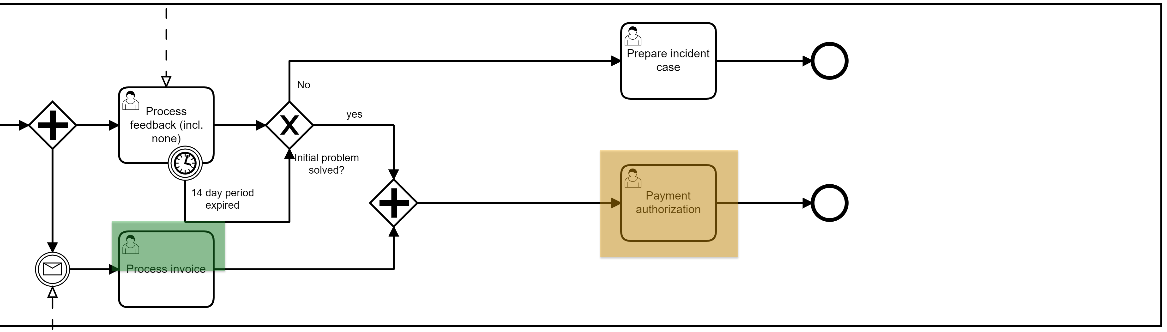 Prepare incident
case
No
Process
feedback (incl.
none)
X
yes
Initial problem
solved?
14 day period
expired
Payment
authorization
Process invoice